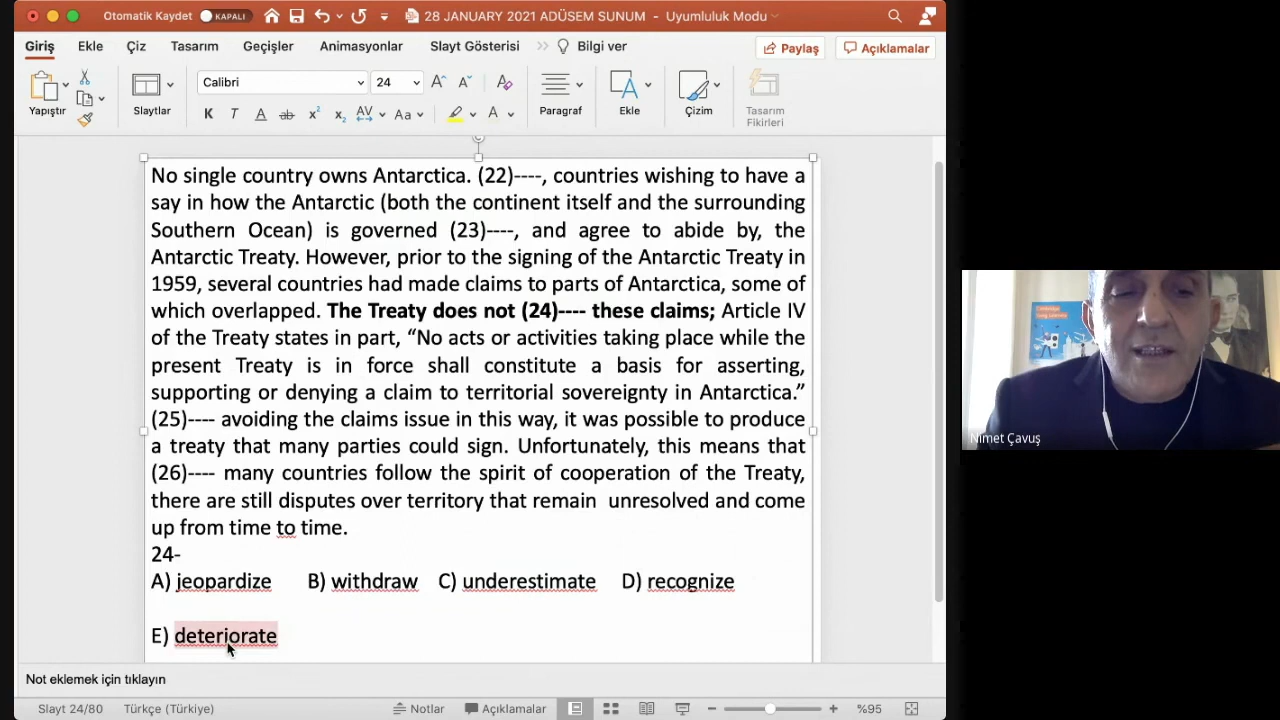 Otomatik Kaydet KAPALI 28 JANUARY 2021 ADÜSEM SUNUM - Uyumluluk Modu
Giriş Ekle Çiz Tasarım Geçişler Animasyonlar Slayt Gösterisi Bilgi ver Paylaş Açıklamalar
Calibri 24
Yapıştır Slaytlar K T A ab x² x₂ AV Aa A Paragraf Ekle Çizim Tasarım
Fikirleri
No single country owns Antarctica. (22)----, countries wishing to have a
say in how the Antarctic (both the continent itself and the surrounding
Southern Ocean) is governed (23)----, and agree to abide by, the
Antarctic Treaty. However, prior to the signing of the Antarctic Treaty in
1959, several countries had made claims to parts of Antarctica, some of
which overlapped. The Treaty does not (24)---- these claims; Article IV
of the Treaty states in part, “No acts or activities taking place while the
present Treaty is in force shall constitute a basis for asserting,
supporting or denying a claim to territorial sovereignty in Antarctica.”
(25)---- avoiding the claims issue in this way, it was possible to produce
a treaty that many parties could sign. Unfortunately, this means that
(26)---- many countries follow the spirit of cooperation of the Treaty,
there are still disputes over territory that remain unresolved and come
up from time to time.
24-
A) jeopardize B) withdraw C) underestimate D) recognize
E) deteriorate
Not eklemek için tıklayın
Slayt 24/80 Türkçe (Türkiye) Notlar Açıklamalar %95
Nimet Çavuş